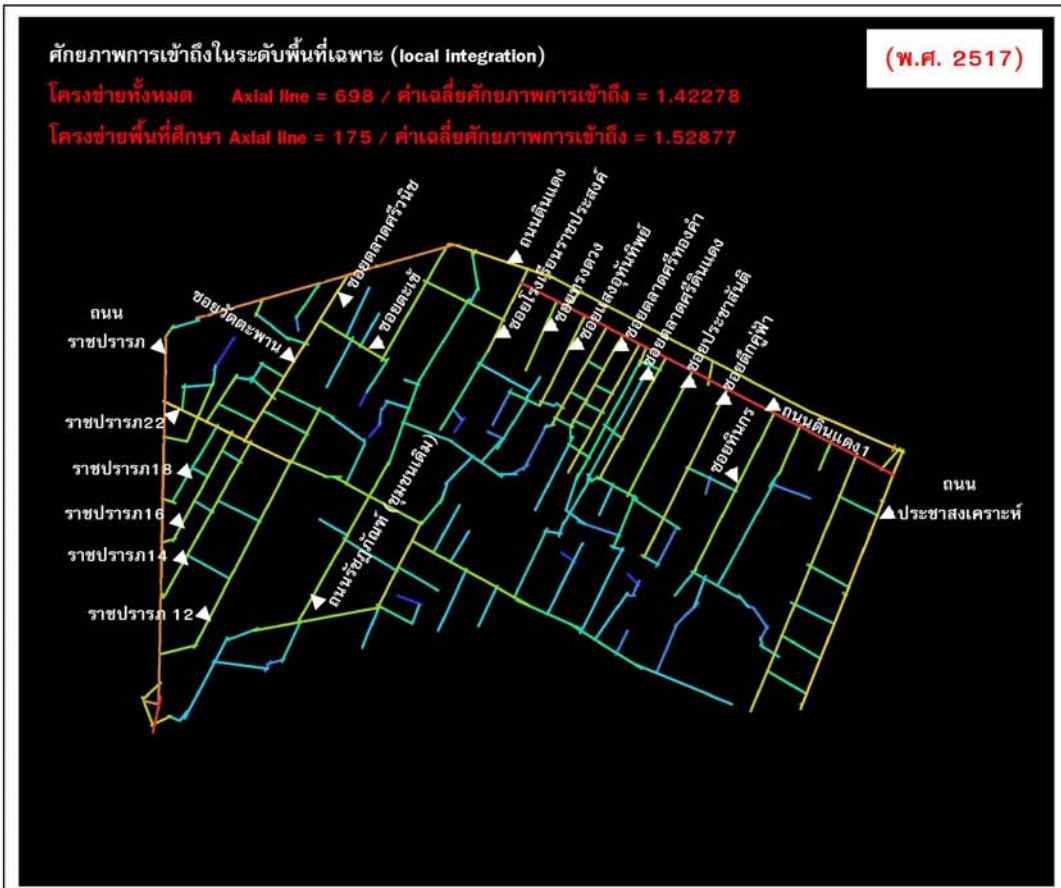 ศักยภาพการเข้าถึงในระดับพื้นที่เฉพาะ (local integration)
(พ.ศ. 2517)
โครงข่ายทั้งหมด Axial line = 698 / ค่าเฉลี่ยศักยภาพการเข้าถึง = 1.42278
โครงข่ายพื้นที่ศึกษา Axial line = 175 / ค่าเฉลี่ยศักยภาพการเข้าถึง = 1.52877
ซอยตลาดศรีวนิช
ถนนดินแดง
ซอยโรงเรียนราชประสงค์
ซอยทรงดวง
ซอยแสงอุทันทิพย์
ซอยตลาดศรีทองคำ
ซอยตลาดศรีดินแดง
ซอยประชาสันติ
ซอยตึกคู่ฟ้า
ซอยวัดตะพาน
ซอยตะเข้
ถนน
ราชปรารภ
ราชปรารภ22
ราชปรารภ18
ราชปรารภ16
ราชปรารภ14
ราชปรารภ 12
ถนนรัชฎภัณฑ์ (ชุมชนเดิม)
ซอยทินกร
ถนนดินแดง1
ถนน
ประชาสงเคราะห์